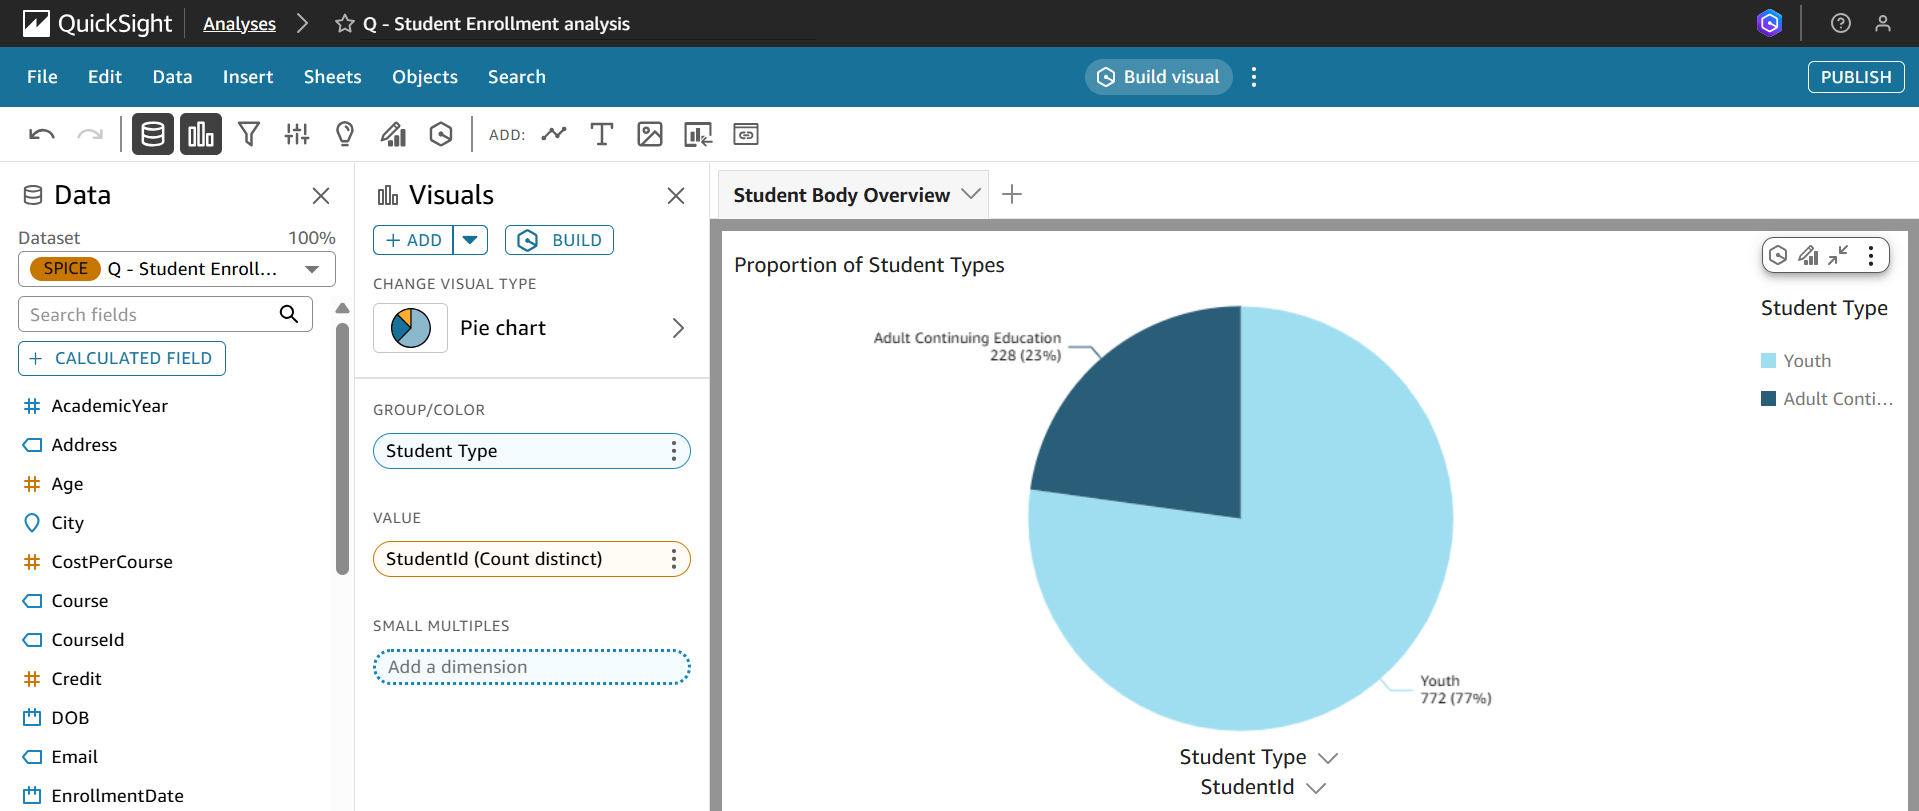 QuickSight
Analyses
Q - Student Enrollment analysis
File
Edit
Data
Insert
Sheets
Objects
Search
Build visual
PUBLISH
ADD:
Data
Dataset
100%
SPICE
Q - Student Enroll...
Search fields
+ CALCULATED FIELD
AcademicYear
Address
Age
City
CostPerCourse
Course
CourseId
Credit
DOB
Email
EnrollmentDate
Visuals
+ ADD
BUILD
CHANGE VISUAL TYPE
Pie chart
GROUP/COLOR
Student Type
VALUE
StudentId (Count distinct)
SMALL MULTIPLES
Add a dimension
Student Body Overview
Proportion of Student Types
Adult Continuing Education
228 (23%)
Youth
772 (77%)
Student Type
StudentId
Student Type
Youth
Adult Conti...